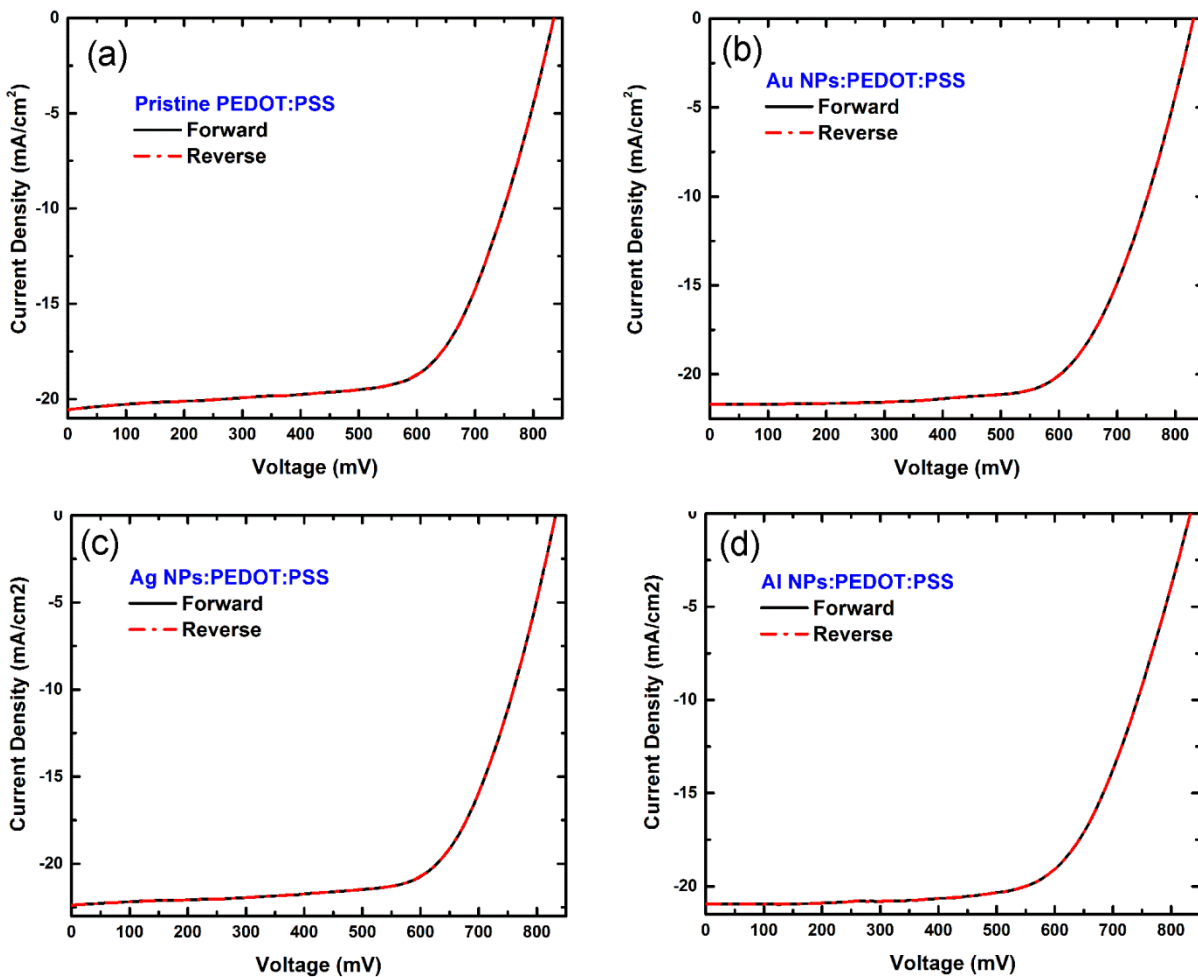 (a)
Pristine PEDOT:PSS
Forward
Reverse
Current Density (mA/cm²)
0
-5
-10
-15
-20
0 100 200 300 400 500 600 700 800
Voltage (mV)
(b)
Au NPs:PEDOT:PSS
Forward
Reverse
Current Density (mA/cm²)
0
-5
-10
-15
-20
0 100 200 300 400 500 600 700 800
Voltage (mV)
(c)
Ag NPs:PEDOT:PSS
Forward
Reverse
Current Density (mA/cm2)
0
-5
-10
-15
-20
0 100 200 300 400 500 600 700 800
Voltage (mV)
(d)
Al NPs:PEDOT:PSS
Forward
Reverse
Current Density (mA/cm2)
0
-5
-10
-15
-20
0 100 200 300 400 500 600 700 800
Voltage (mV)